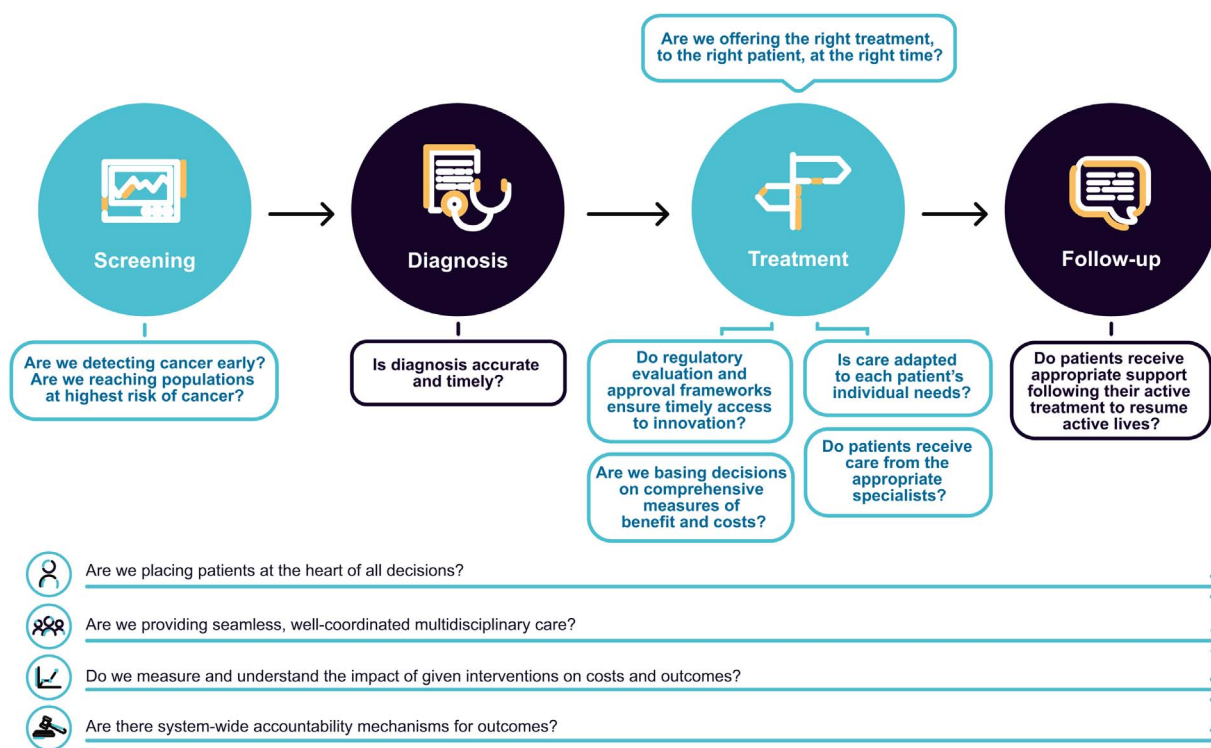 Are we offering the right treatment,
to the right patient, at the right time?
Screening
Diagnosis
Treatment
Follow-up
Are we detecting cancer early?
Are we reaching populations
at highest risk of cancer?
Is diagnosis accurate
and timely?
Do regulatory
evaluation and
approval frameworks
ensure timely access
to innovation?
Is care adapted
to each patient's
individual needs?
Are we basing decisions
on comprehensive
measures of
benefit and costs?
Do patients receive
care from the
appropriate
specialists?
Do patients receive
appropriate support
following their active
treatment to resume
active lives?
Are we placing patients at the heart of all decisions?
Are we providing seamless, well-coordinated multidisciplinary care?
Do we measure and understand the impact of given interventions on costs and outcomes?
Are there system-wide accountability mechanisms for outcomes?